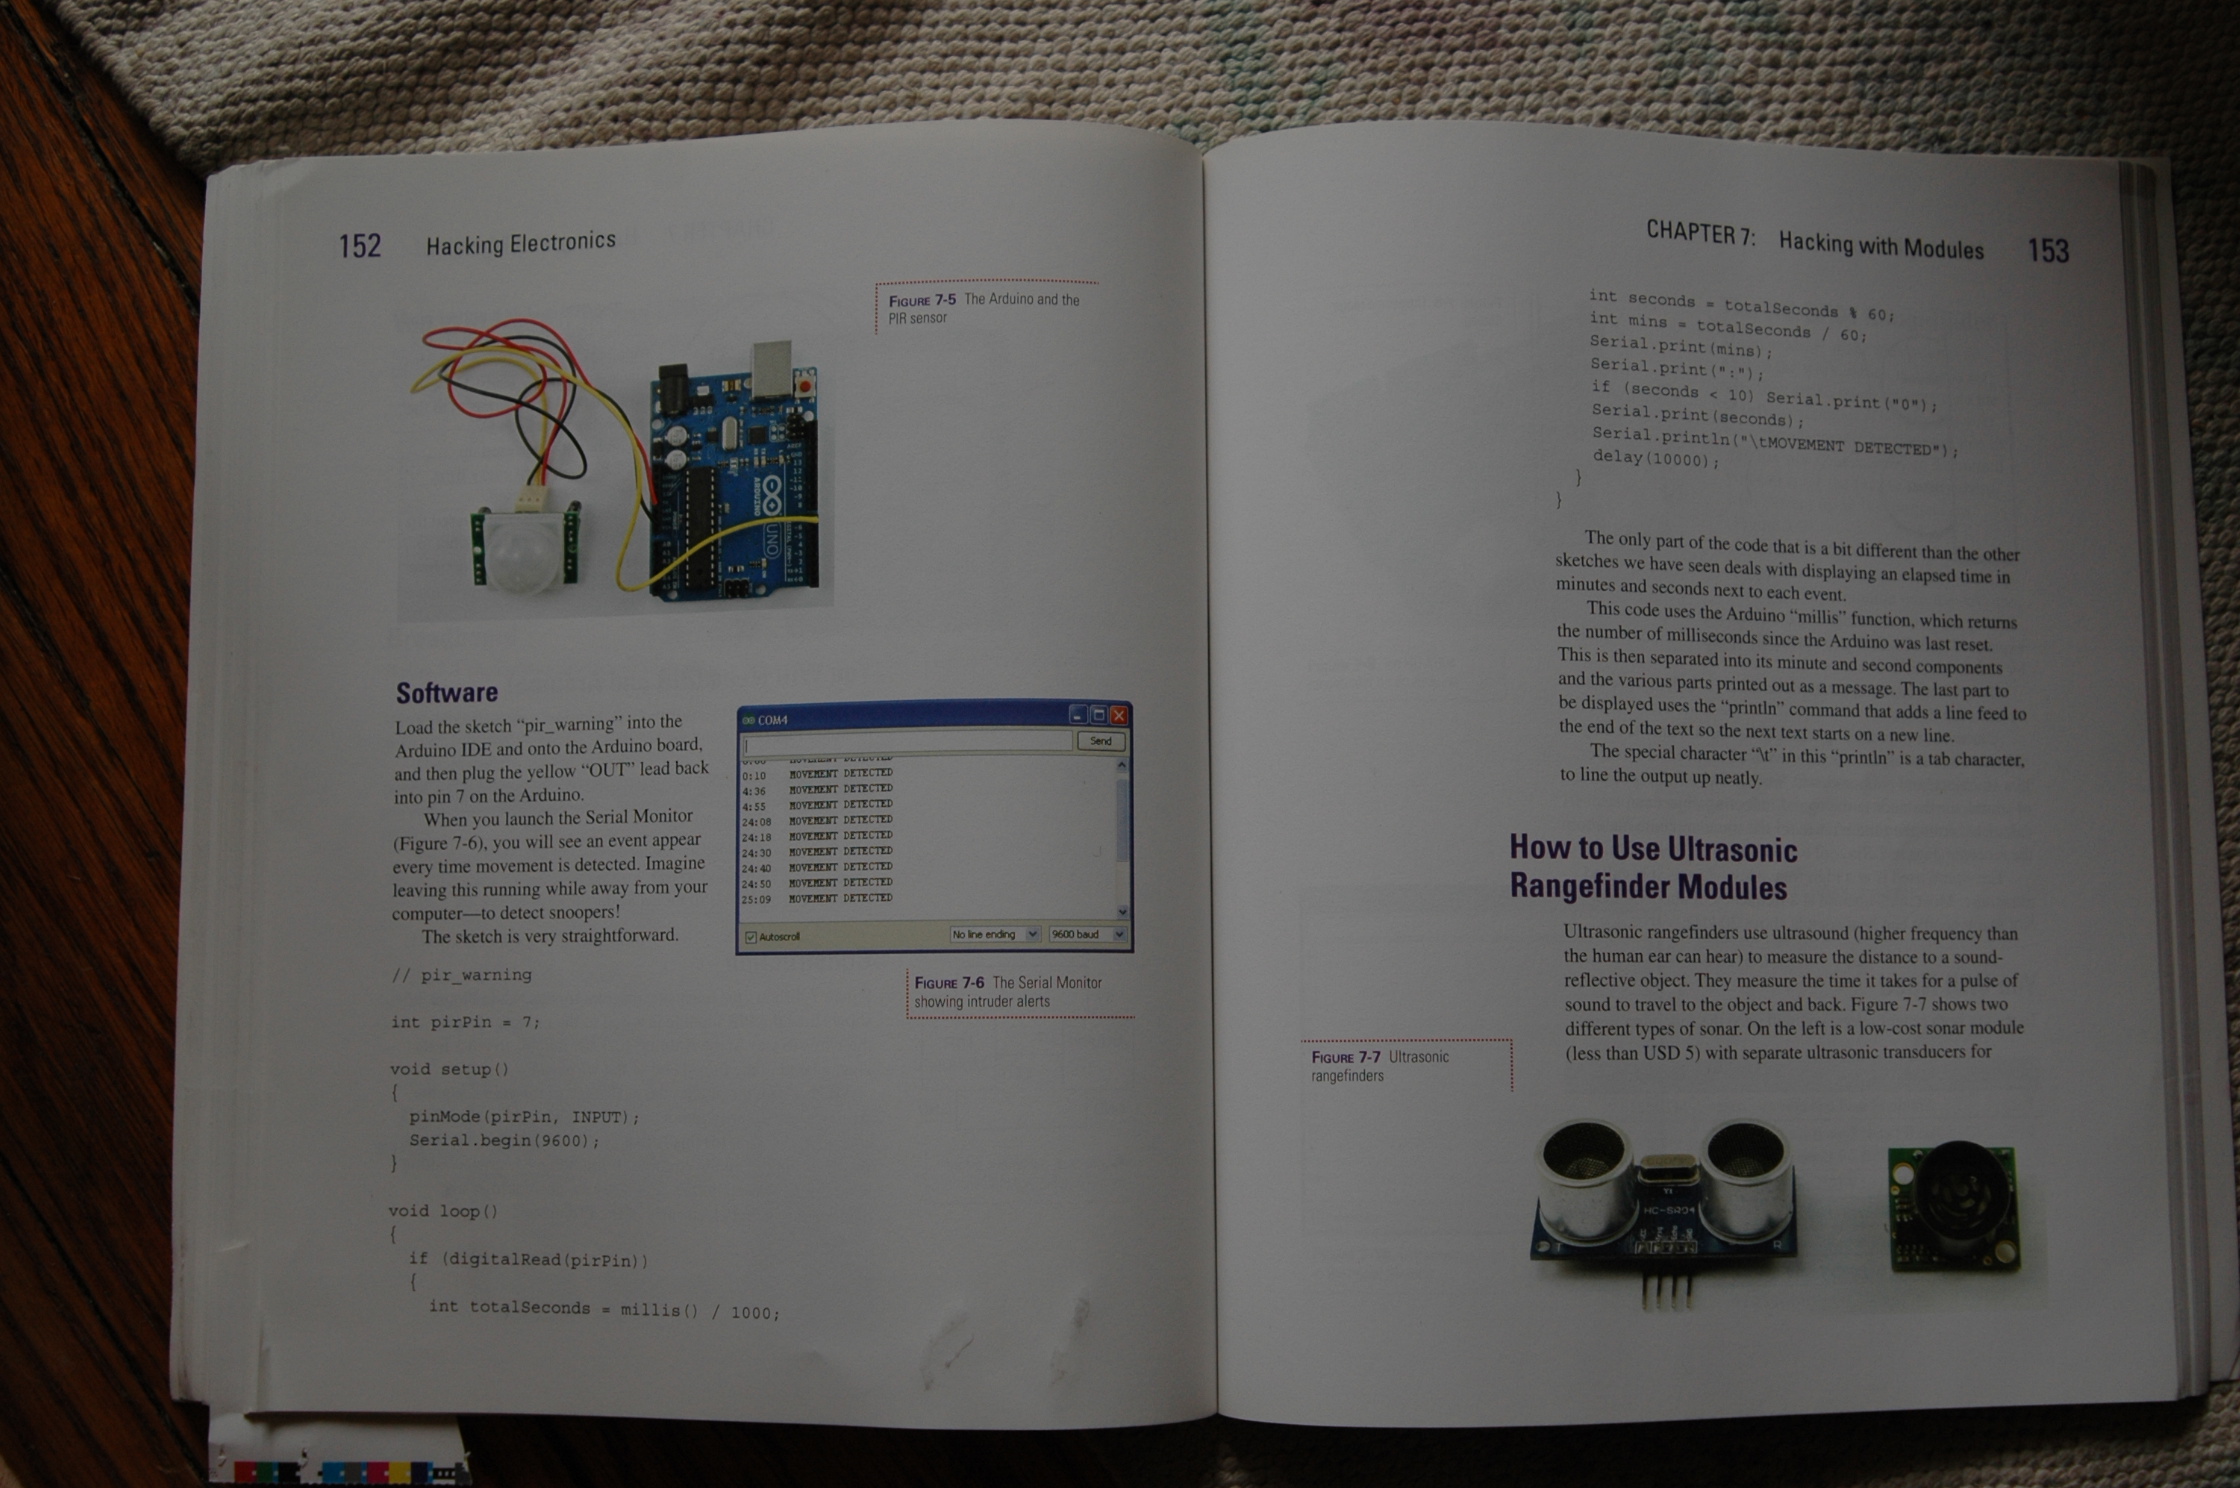 152 Hacking Electronics
FIGURE 7-5 The Arduino and the
PIR sensor
ARDUINO
UNO
Software
Load the sketch “pir_warning” into the
Arduino IDE and onto the Arduino board,
and then plug the yellow “OUT” lead back
into pin 7 on the Arduino.
When you launch the Serial Monitor
(Figure 7-6), you will see an event appear
every time movement is detected. Imagine
leaving this running while away from your
computer—to detect snoopers!
The sketch is very straightforward.
COM4
Send
MOVEMENT DETECTED
0:10 MOVEMENT DETECTED
4:36 MOVEMENT DETECTED
4:55 MOVEMENT DETECTED
24:08 MOVEMENT DETECTED
24:18 MOVEMENT DETECTED
24:30 MOVEMENT DETECTED
24:40 MOVEMENT DETECTED
24:50 MOVEMENT DETECTED
25:09 MOVEMENT DETECTED
Autoscroll No line ending 9600 baud
FIGURE 7-6 The Serial Monitor
showing intruder alerts
// pir_warning
int pirPin = 7;
void setup()
{
pinMode(pirPin, INPUT);
Serial.begin(9600);
}
void loop()
{
if (digitalRead(pirPin))
{
int totalSeconds = millis() / 1000;
CHAPTER 7: Hacking with Modules 153
int seconds = totalSeconds % 60;
int mins = totalSeconds / 60;
Serial.print(mins);
Serial.print(":");
if (seconds < 10) Serial.print("0");
Serial.print(seconds);
Serial.println("\tMOVEMENT DETECTED");
delay(10000);
}
}
The only part of the code that is a bit different than the other
sketches we have seen deals with displaying an elapsed time in
minutes and seconds next to each event.
This code uses the Arduino “millis” function, which returns
the number of milliseconds since the Arduino was last reset.
This is then separated into its minute and second components
and the various parts printed out as a message. The last part to
be displayed uses the “println” command that adds a line feed to
the end of the text so the next text starts on a new line.
The special character “\t” in this “println” is a tab character,
to line the output up neatly.
How to Use Ultrasonic
Rangefinder Modules
Ultrasonic rangefinders use ultrasound (higher frequency than
the human ear can hear) to measure the distance to a sound-
reflective object. They measure the time it takes for a pulse of
sound to travel to the object and back. Figure 7-7 shows two
different types of sonar. On the left is a low-cost sonar module
(less than USD 5) with separate ultrasonic transducers for
FIGURE 7-7 Ultrasonic
rangefinders
Y1
HC-SR04